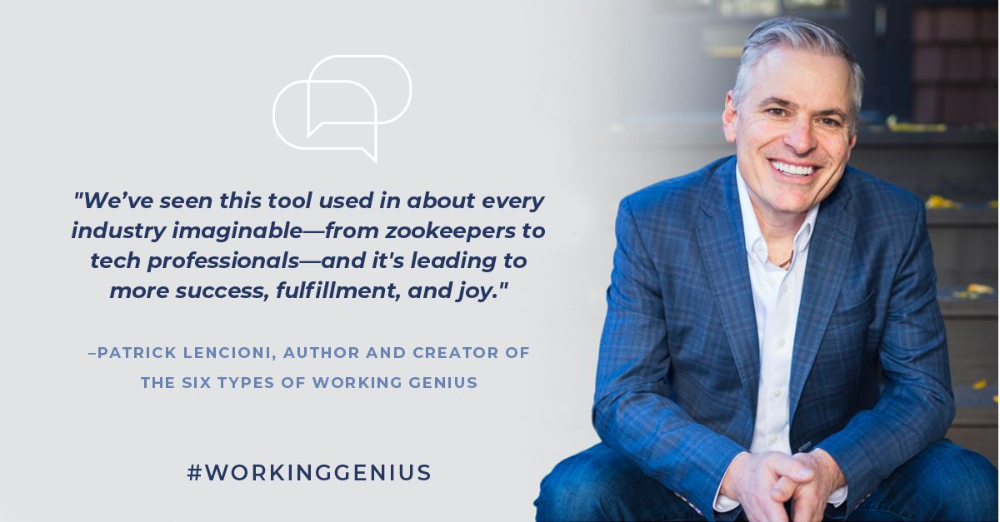 "We’ve seen this tool used in about every
industry imaginable—from zookeepers to
tech professionals—and it's leading to
more success, fulfillment, and joy."
–PATRICK LENCIONI, AUTHOR AND CREATOR OF
THE SIX TYPES OF WORKING GENIUS
#WORKINGGENIUS